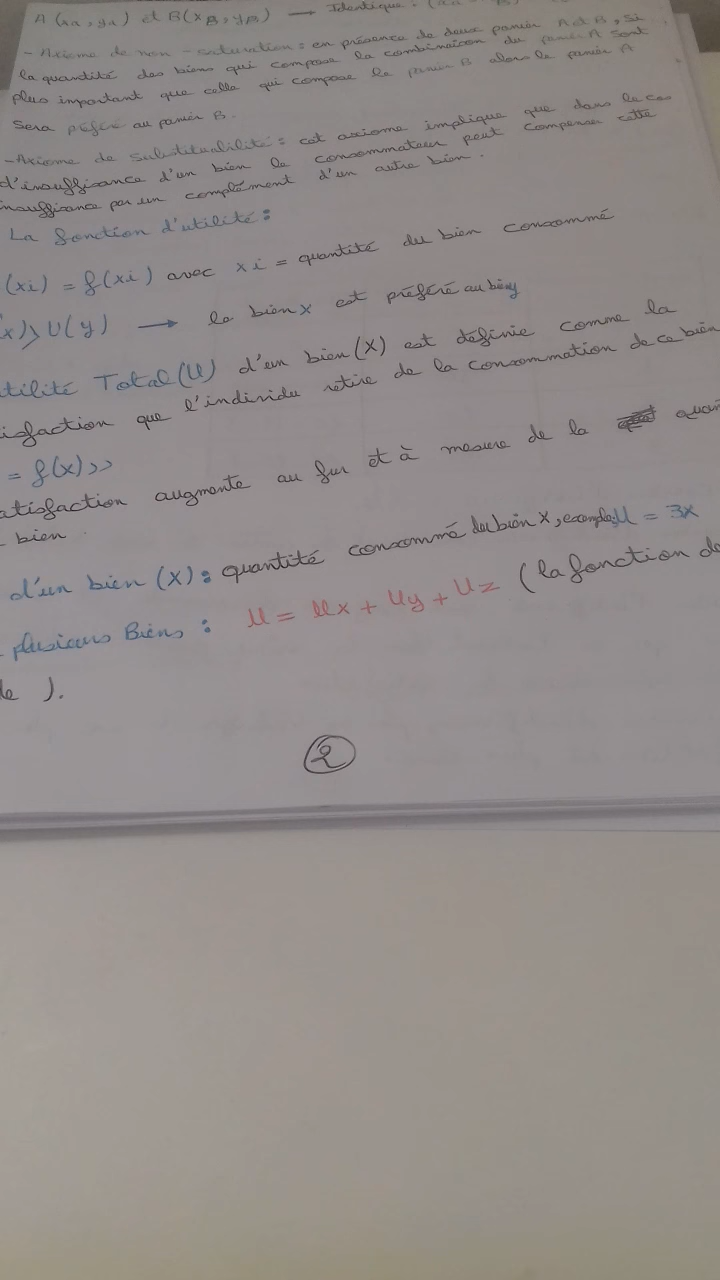 A (xa, ya) et B(xB, yB) → Identique :
- Axiome de non-saturation : en présence de deux panier A et B, si
la quantité des biens qui compose la combinaison du panier A sont
plus important que celle qui compose le panier B alors le panier A
Sera préféré au panier B.
-Axiome de Substituabilité : cet axiome implique que dans le cas
d'insuffisance d'un bien le consommateur peut compenser cette
insuffisance par un complément d'un autre bien.
La fonction d'utilité :
(xi) = f(xi) avec xi = quantité du bien consommé
x) > U(y) → le bien x est préféré au bien y
tilité Total (U) d'un bien (X) est définie comme la
isfaction que l'individu retire de la consommation de ce bien
= f(x) >>
atisfaction augmente au fur et à mesure de la quan
bien.
d'un bien (X) : quantité consommé du bien X, exemple, U = 3x
plusieurs Biens : U = Ux + Uy + Uz (la fonction de
le ).
2